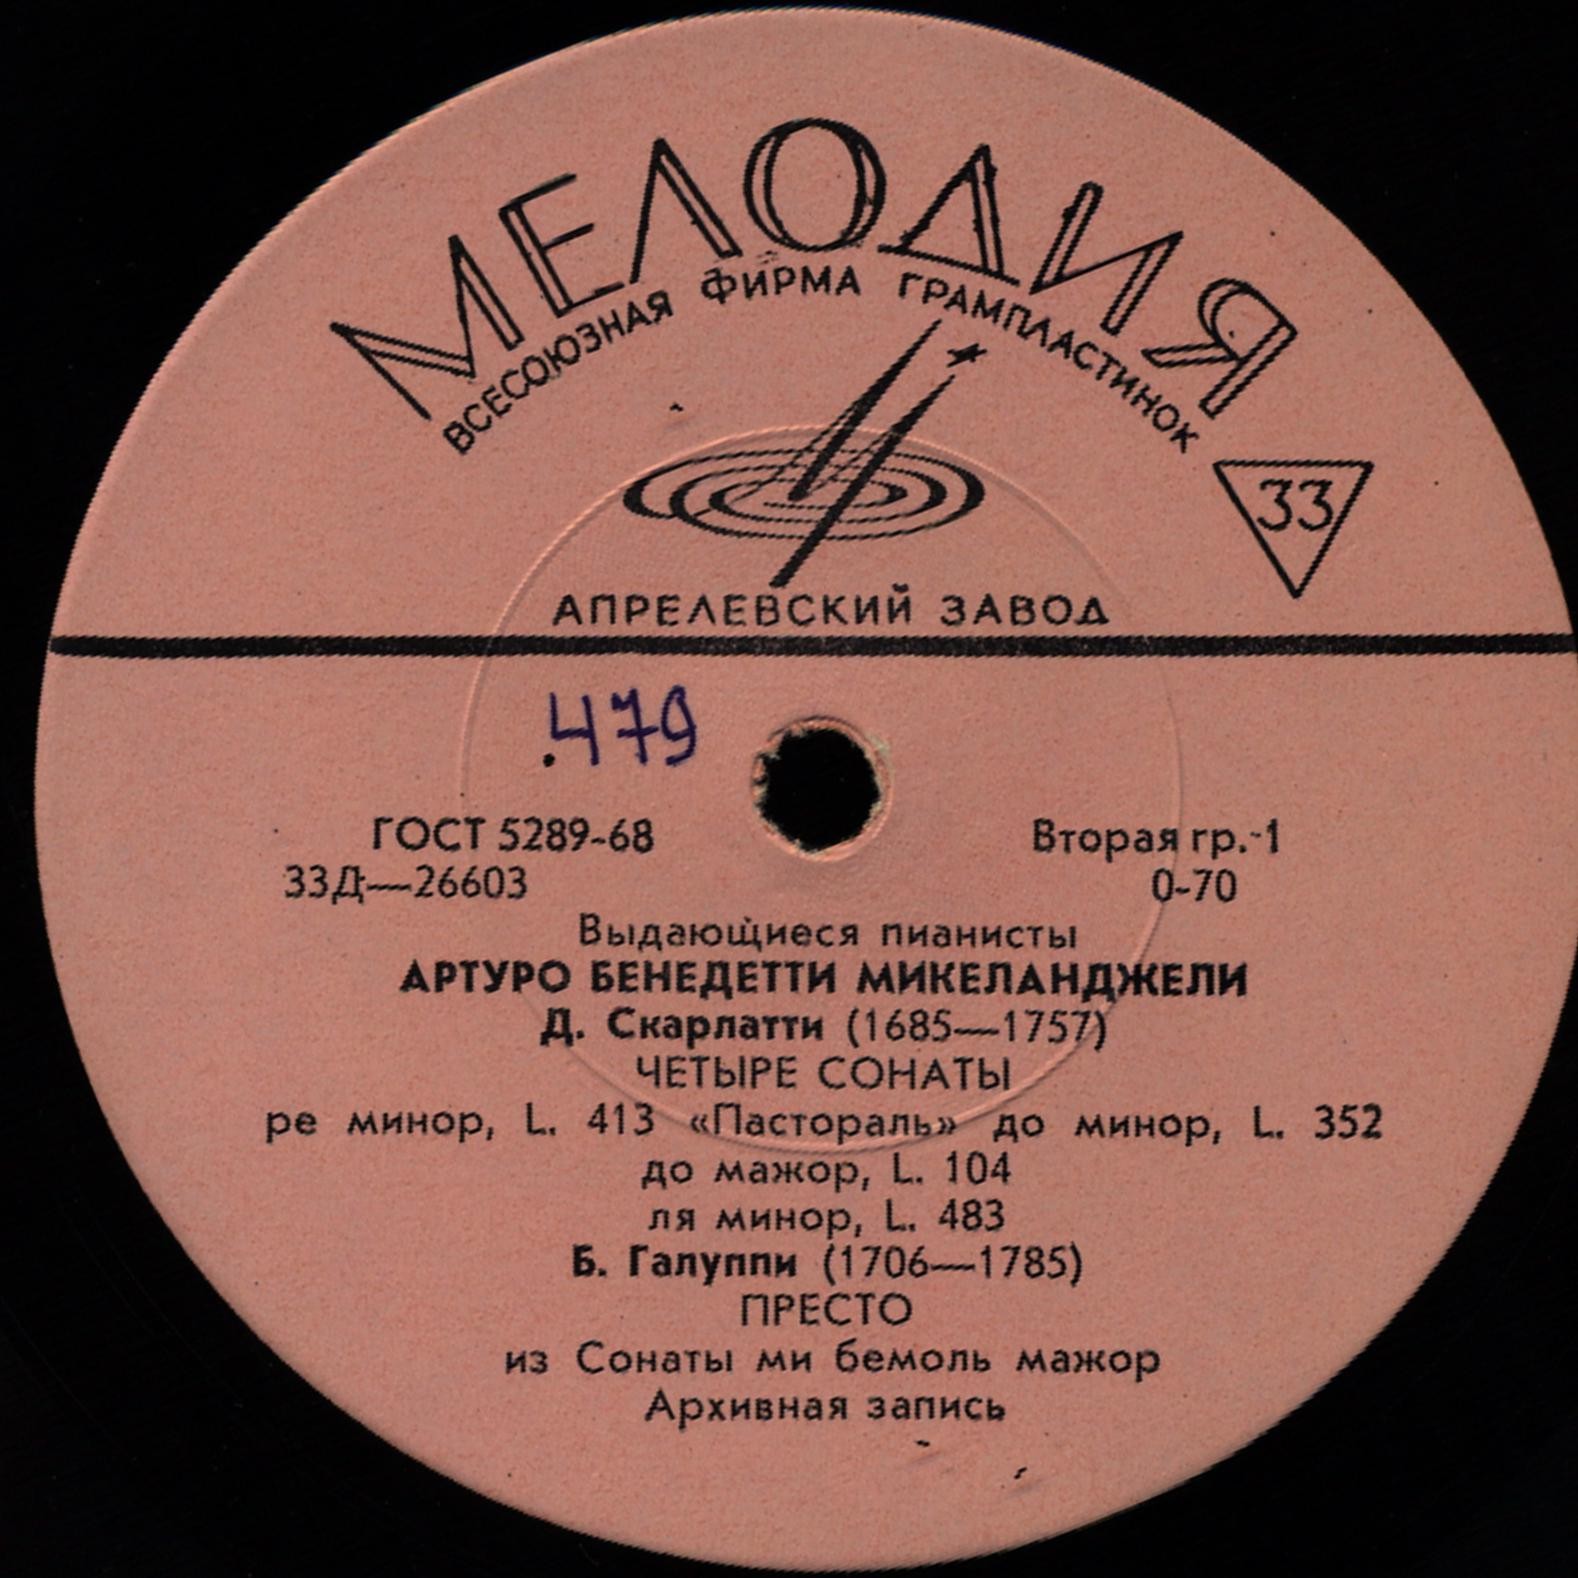 МЕЛОДИЯ
ВСЕСОЮЗНАЯ ФИРМА ГРАМПЛАСТИНОК
33
АПРЕЛЕВСКИЙ ЗАВОД
.479
ГОСТ 5289-68 Вторая гр.-1
33Д—26603 0-70
Выдающиеся пианисты
АРТУРО БЕНЕДЕТТИ МИКЕЛАНДЖЕЛИ
Д. Скарлатти (1685—1757)
ЧЕТЫРЕ СОНАТЫ
ре минор, L. 413 «Пастораль» до минор, L. 352
до мажор, L. 104
ля минор, L. 483
Б. Галуппи (1706—1785)
ПРЕСТО
из Сонаты ми бемоль мажор
Архивная запись